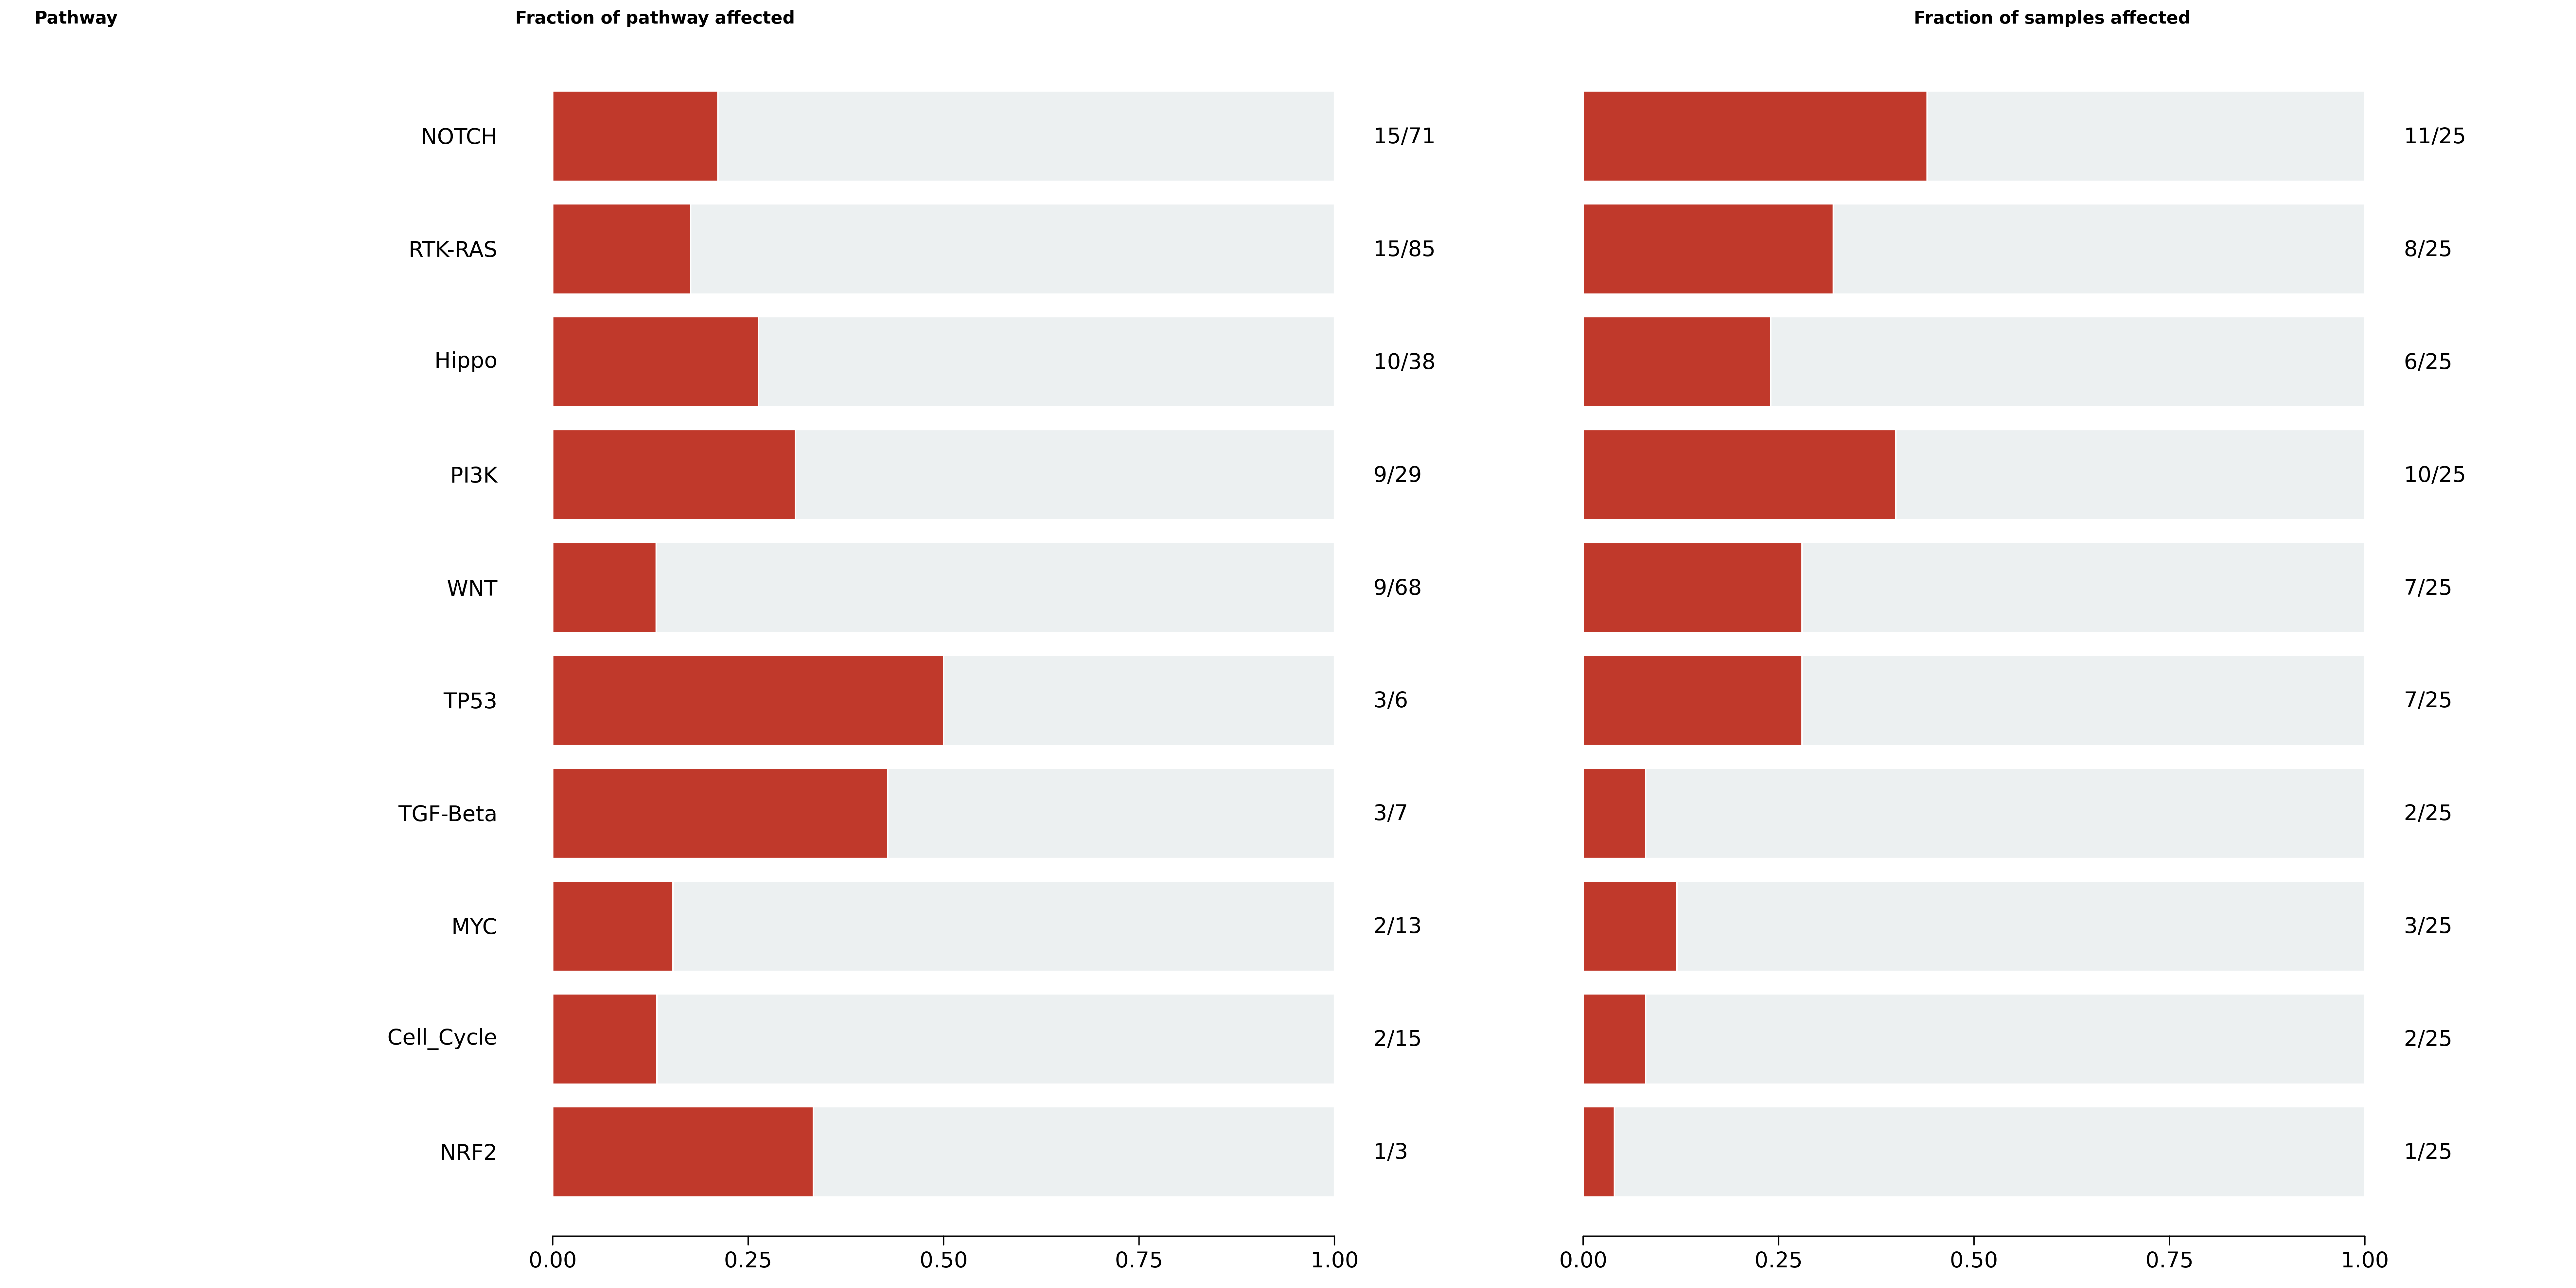 Pathway Fraction of pathway affected Fraction of samples affected
NOTCH 15/71 11/25
RTK-RAS 15/85 8/25
Hippo 10/38 6/25
PI3K 9/29 10/25
WNT 9/68 7/25
TP53 3/6 7/25
TGF-Beta 3/7 2/25
MYC 2/13 3/25
Cell_Cycle 2/15 2/25
NRF2 1/3 1/25
0.00 0.25 0.50 0.75 1.00 0.00 0.25 0.50 0.75 1.00